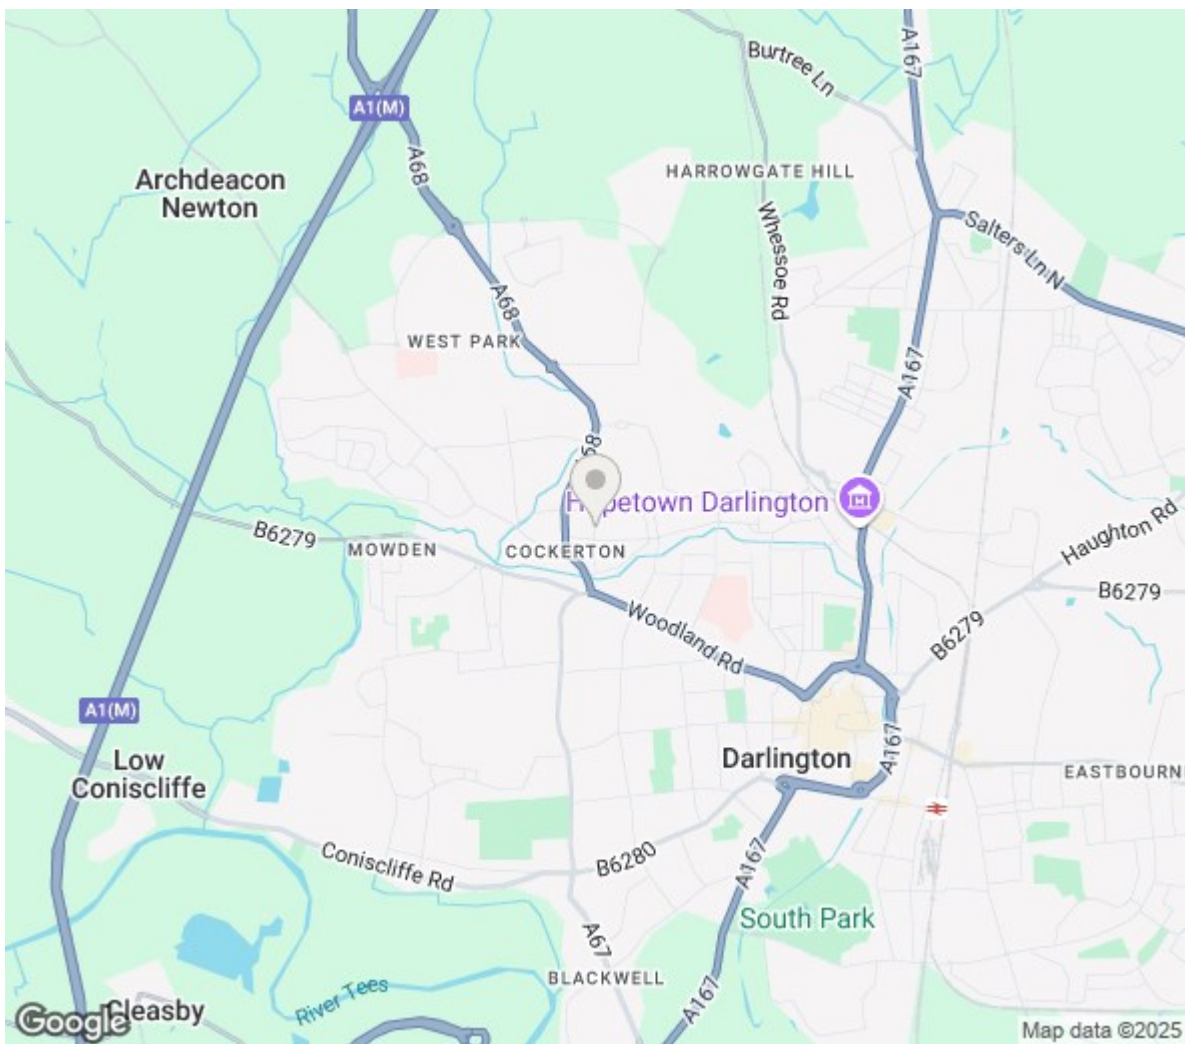 A167
Burtree Ln
A1(M)
A68
HARROWGATE HILL
Archdeacon
Newton
Whessoe Rd
Salters Ln N
A68
WEST PARK
A167
A68
Hopetown Darlington
B6279
MOWDEN
COCKERTON
Haughton Rd
B6279
Woodland Rd
B6279
A1(M)
Low
Coniscliffe
Darlington
A167
EASTBOURNE
Coniscliffe Rd
B6280
A167
South Park
A67
BLACKWELL
River Tees
A167
Cleasby
Google
Map data ©2025